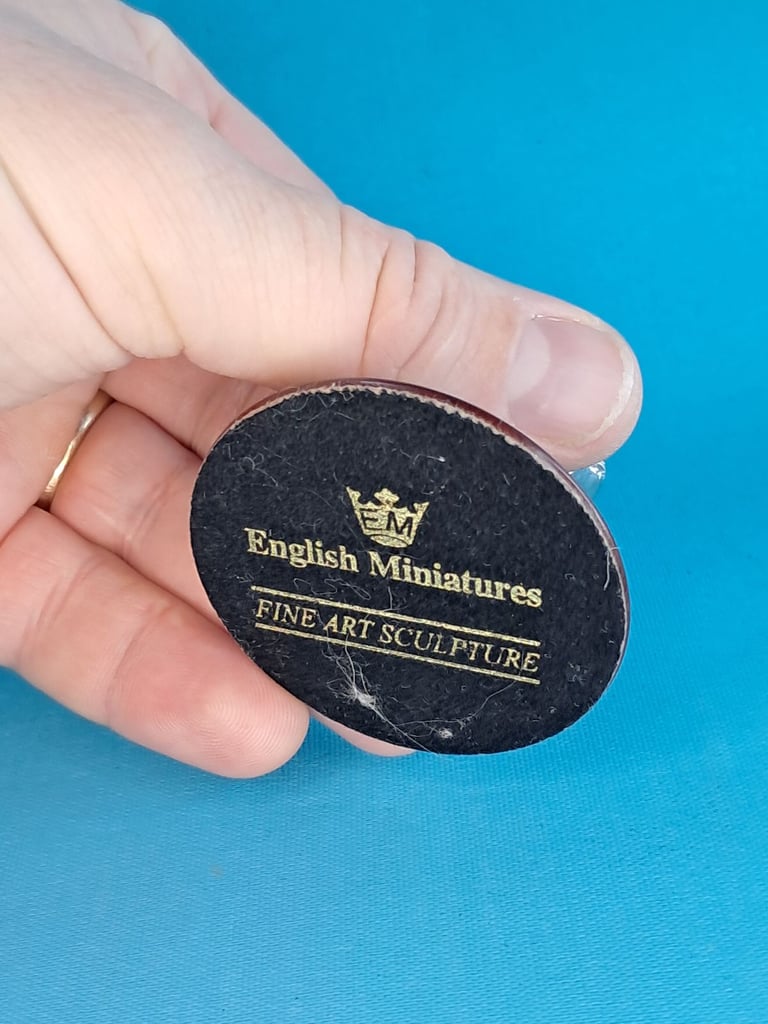 EM
English Miniatures
FINE ART SCULPTURE